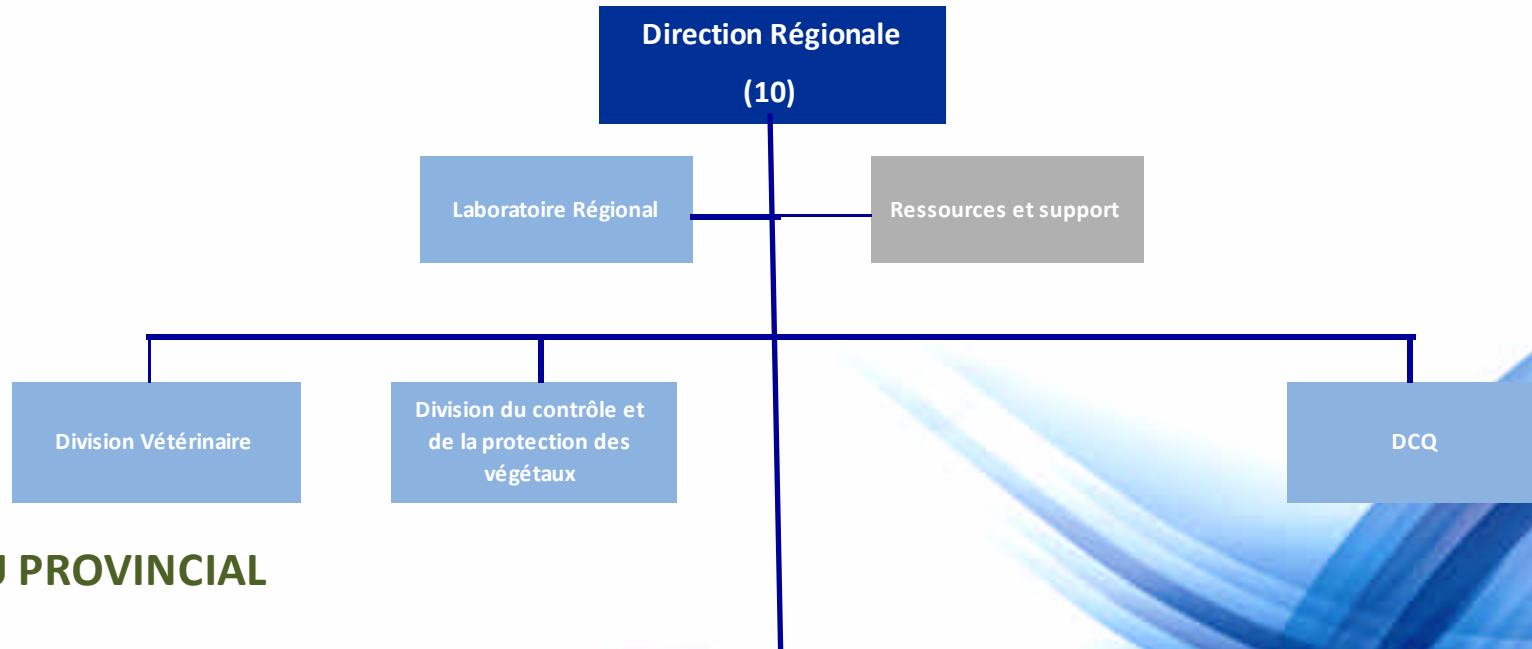 Direction Régionale
(10)
Laboratoire Régional
Ressources et support
Division Vétérinaire
Division du contrôle et
de la protection des
végétaux
DCQ
PROVINCIAL